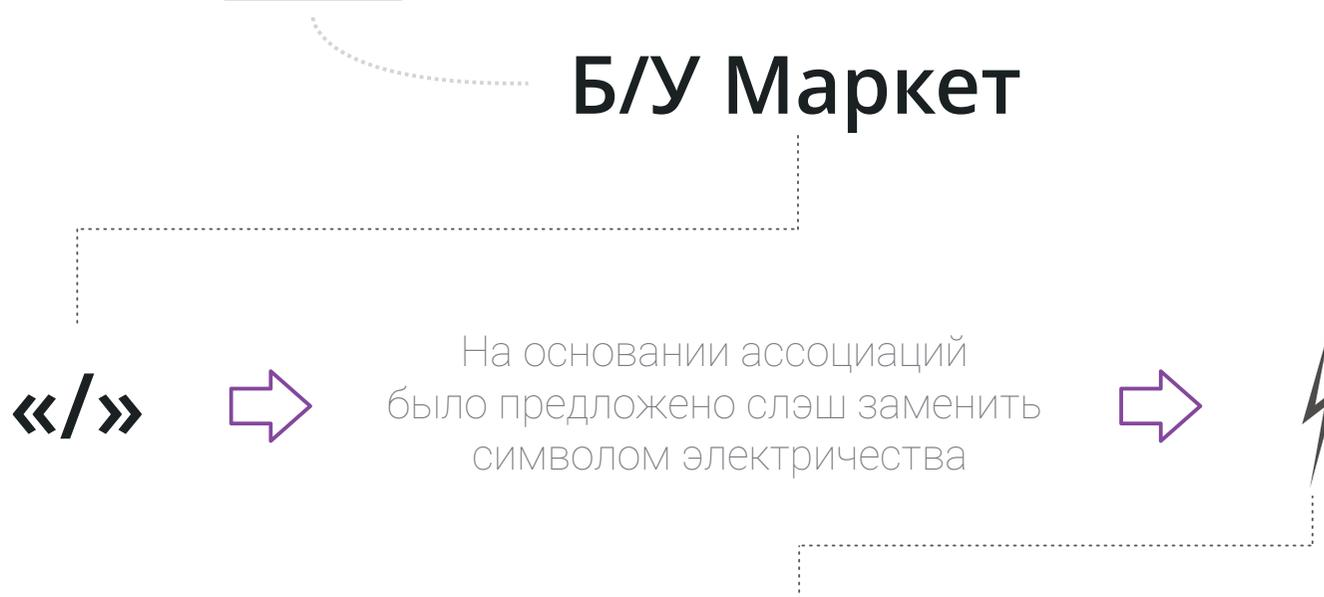 Б/У Маркет
«/»
На основании ассоциаций
было предложено слэш заменить
символом электричества